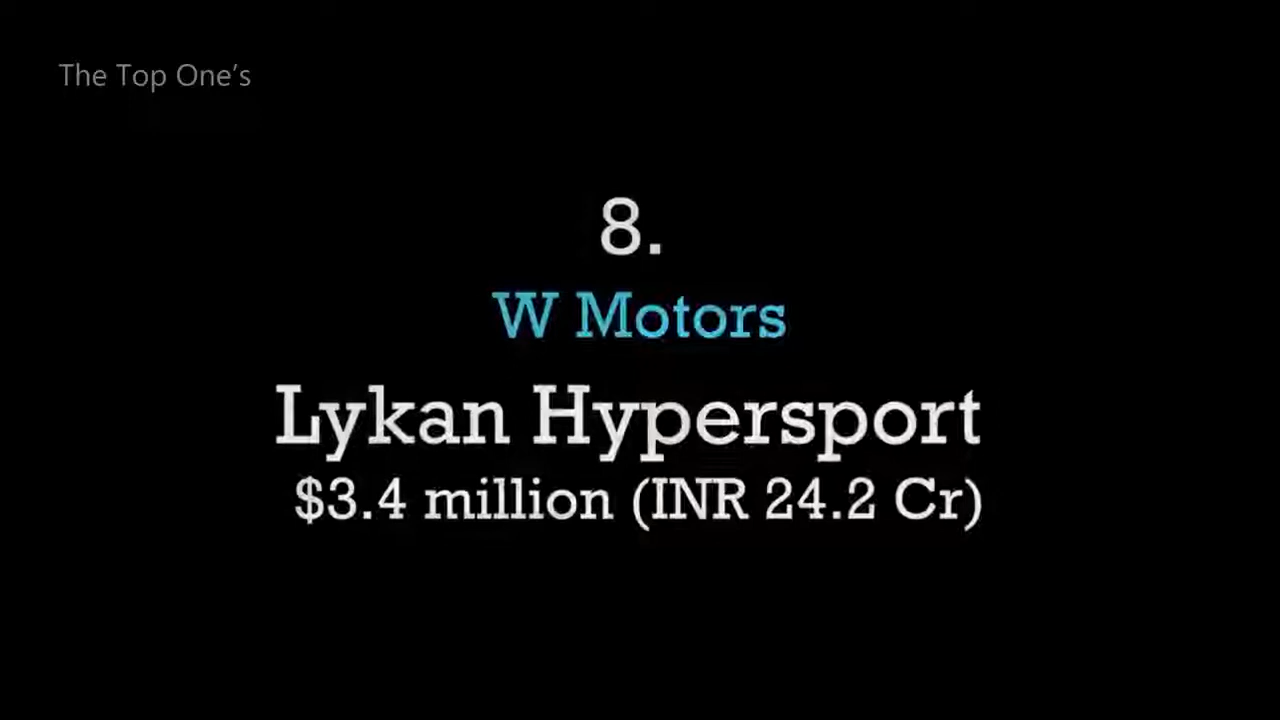 The Top One’s
8.
W Motors
Lykan Hypersport
$3.4 million (INR 24.2 Cr)